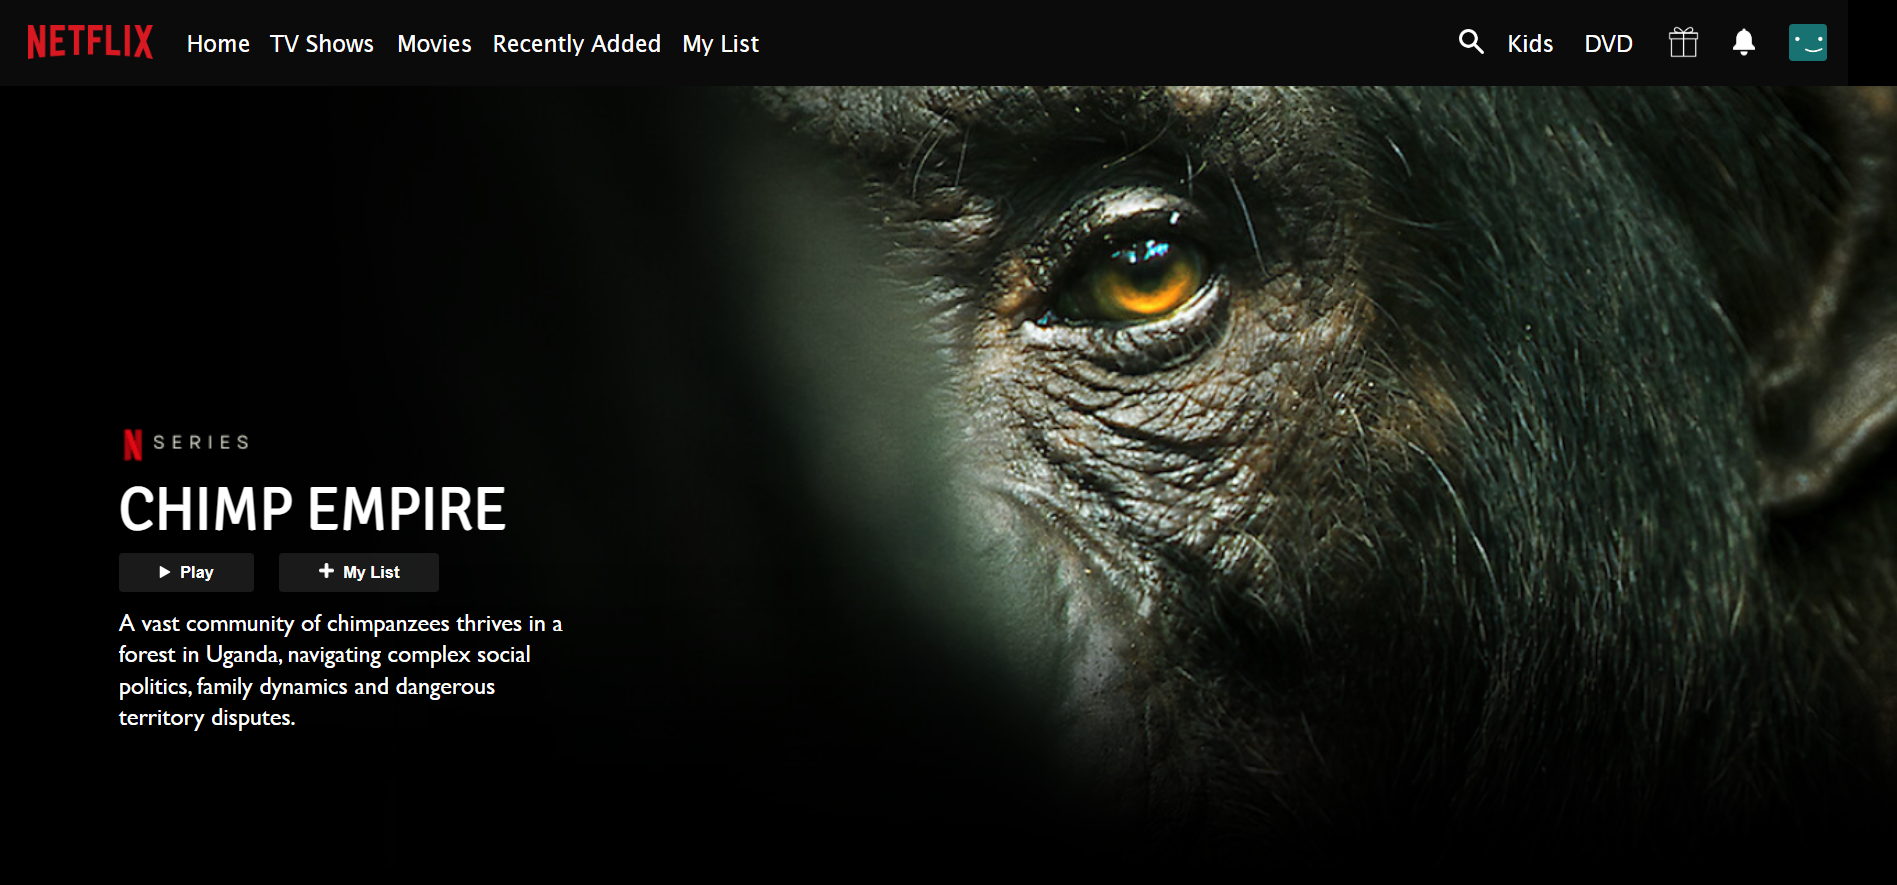 NETFLIX Home TV Shows Movies Recently Added My List Kids DVD
N SERIES
CHIMP EMPIRE
Play My List
A vast community of chimpanzees thrives in a
forest in Uganda, navigating complex social
politics, family dynamics and dangerous
territory disputes.